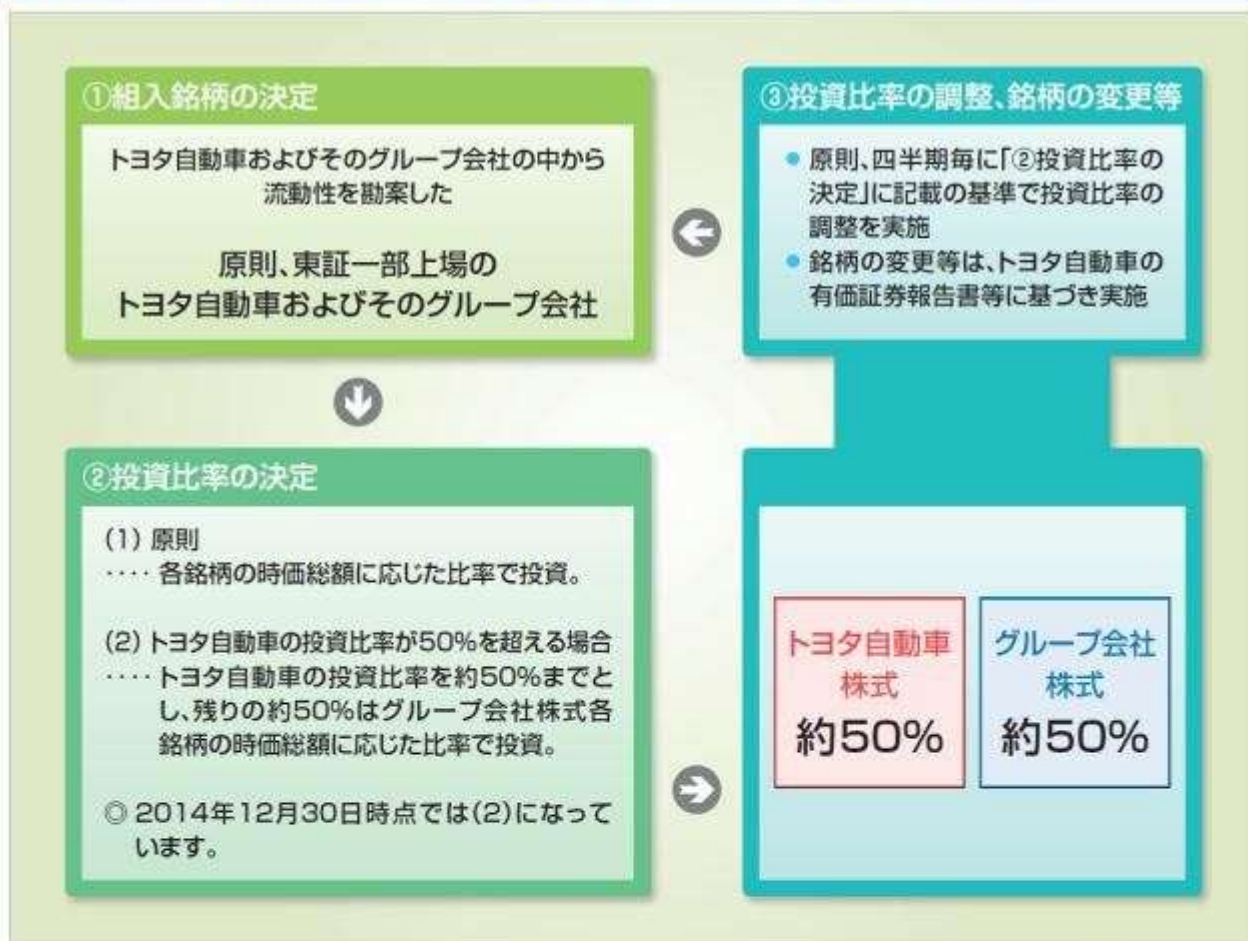 ①組入銘柄の決定
トヨタ自動車およびそのグループ会社の中から
流動性を勘案した
原則、東証一部上場の
トヨタ自動車およびそのグループ会社
②投資比率の決定
(1) 原則
‥‥ 各銘柄の時価総額に応じた比率で投資。
(2) トヨタ自動車の投資比率が50%を超える場合
‥‥ トヨタ自動車の投資比率を約50%までと
し、残りの約50%はグループ会社株式各
銘柄の時価総額に応じた比率で投資。
◎ 2014年12月30日時点では(2)になって
います。
トヨタ自動車
株式
約50%
グループ会社
株式
約50%
③投資比率の調整、銘柄の変更等
● 原則、四半期毎に「②投資比率の
決定」に記載の基準で投資比率の
調整を実施
● 銘柄の変更等は、トヨタ自動車の
有価証券報告書等に基づき実施